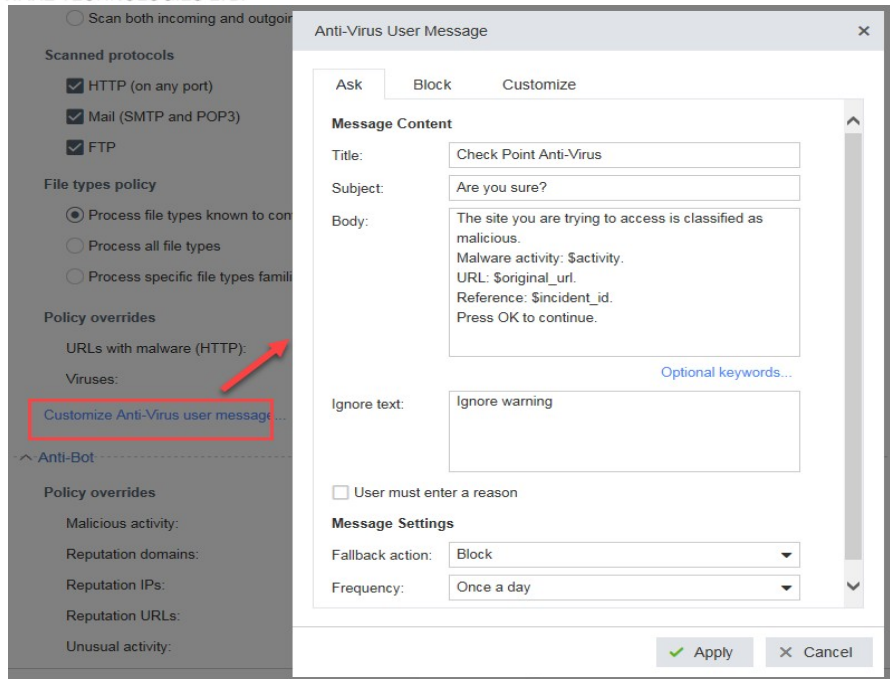 Scan both incoming and outgoin
Scanned protocols
HTTP (on any port)
Mail (SMTP and POP3)
FTP
File types policy
Process file types known to con
Process all file types
Process specific file types famili
Policy overrides
URLs with malware (HTTP):
Viruses:
Customize Anti-Virus user message...
Anti-Bot
Policy overrides
Malicious activity:
Reputation domains:
Reputation IPs:
Reputation URLs:
Unusual activity:
Anti-Virus User Message
Ask Block Customize
Message Content
Title: Check Point Anti-Virus
Subject: Are you sure?
Body: The site you are trying to access is classified as
malicious.
Malware activity: $activity.
URL: $original_url.
Reference: $incident_id.
Press OK to continue.
Optional keywords...
Ignore text: Ignore warning
User must enter a reason
Message Settings
Fallback action: Block
Frequency: Once a day
Apply Cancel